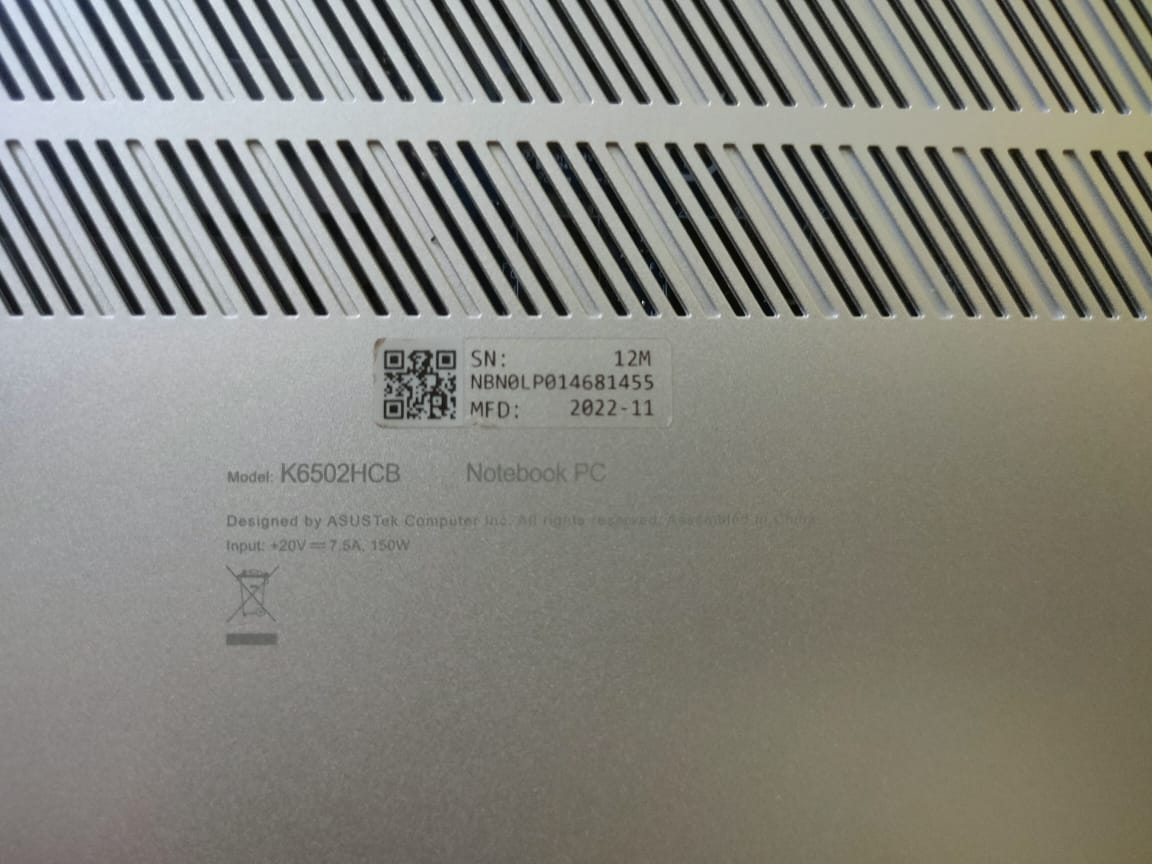 SN: 12M
NBN0LP014681455
MFD: 2022-11
Model: K6502HCB Notebook PC
Designed by ASUSTek Computer Inc. All rights reserved. Assembled in China
Input: +20V ⎓ 7.5A, 150W